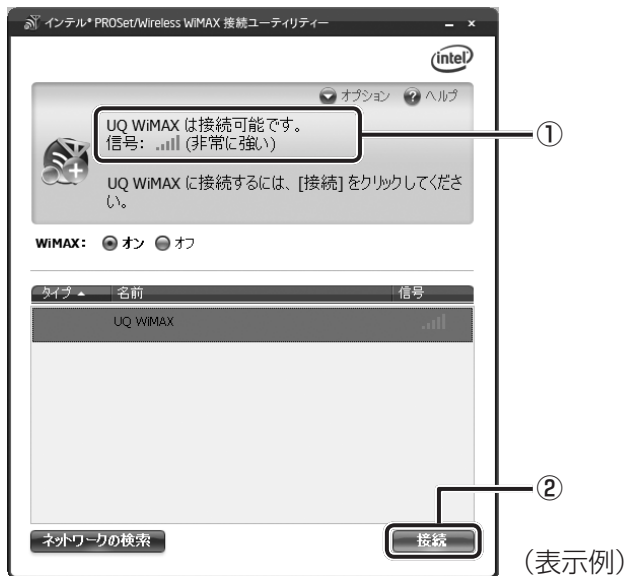 インテル® PROSet/Wireless WiMAX 接続ユーティリティー
intel
オプション ヘルプ
UQ WiMAX は接続可能です。
信号: (非常に強い)
①
UQ WiMAX に接続するには、[接続] をクリックしてくださ
い。
WiMAX: オン オフ
タイプ 名前 信号
UQ WiMAX
②
ネットワークの検索 接続
(表示例)